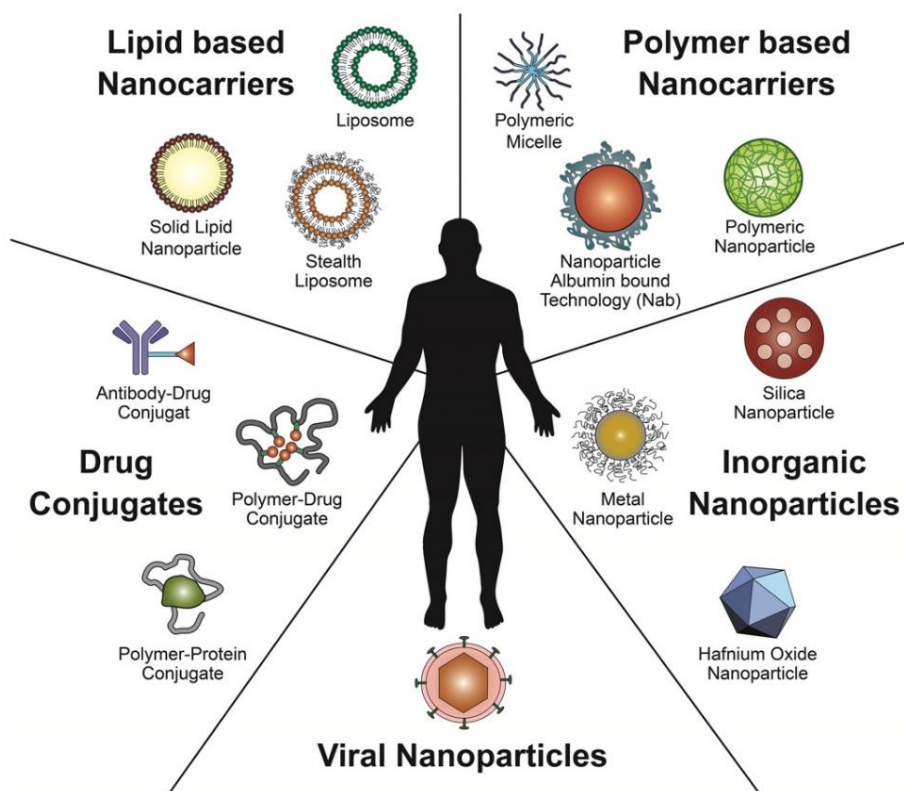 Lipid based
Nanocarriers
Liposome
Solid Lipid
Nanoparticle
Stealth
Liposome
Polymer based
Nanocarriers
Polymeric
Micelle
Nanoparticle
Albumin bound
Technology (Nab)
Polymeric
Nanoparticle
Antibody-Drug
Conjugat
Drug
Conjugates
Polymer-Drug
Conjugate
Polymer-Protein
Conjugate
Silica
Nanoparticle
Metal
Nanoparticle
Inorganic
Nanoparticles
Hafnium Oxide
Nanoparticle
Viral Nanoparticles